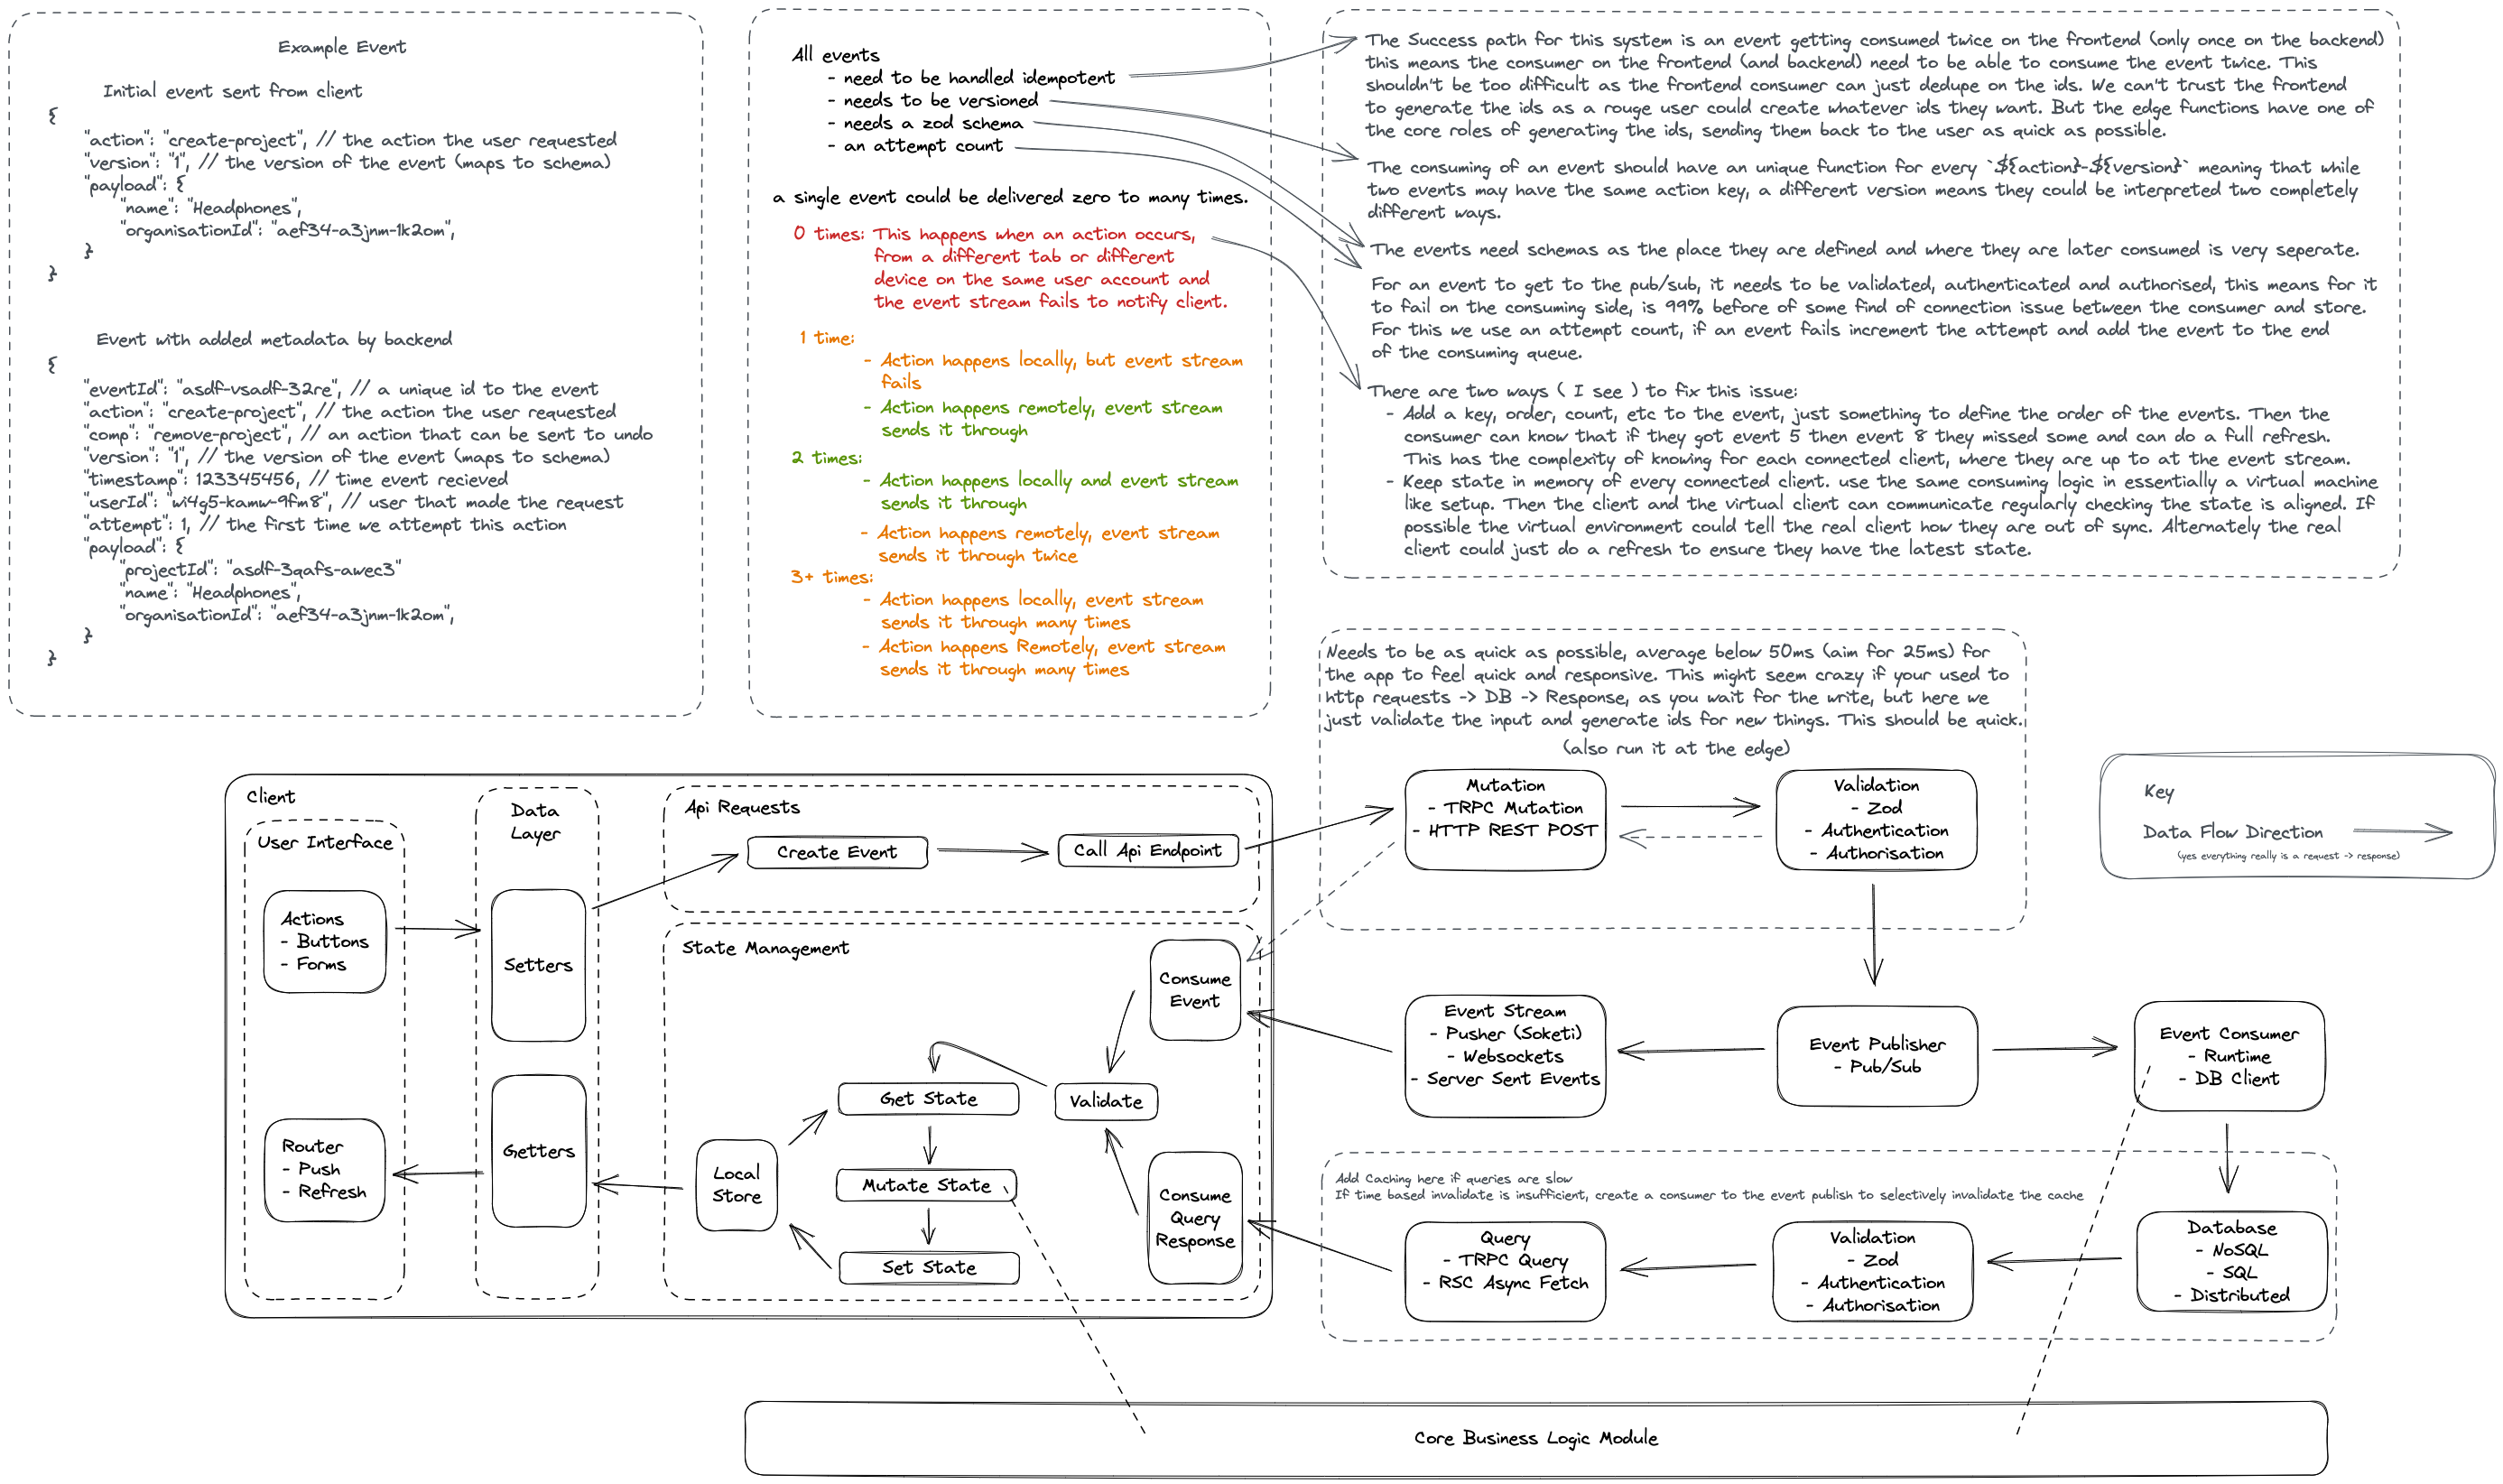 Example Event
Initial event sent from client
{
"action": "create-project", // the action the user requested
"version": "1", // the version of the event (maps to schema)
"payload": {
"name": "Headphones",
"organisationId": "aef34-a3jnm-1k2om",
}
}
Event with added metadata by backend
{
"eventId": "asdf-vsadf-32re", // a unique id to the event
"action": "create-project", // the action the user requested
"comp": "remove-project", // an action that can be sent to undo
"version": "1", // the version of the event (maps to schema)
"timestamp": 123345456, // time event recieved
"userId": "wi4g5-kamw-9fm8", // user that made the request
"attempt": 1, // the first time we attempt this action
"payload": {
"projectId": "asdf-3qafs-awec3"
"name": "Headphones",
"organisationId": "aef34-a3jnm-1k2om",
}
}
All events
- need to be handled idempotent
- needs to be versioned
- needs a zod schema
- an attempt count
a single event could be delivered zero to many times.
0 times: This happens when an action occurs,
from a different tab or different
device on the same user account and
the event stream fails to notify client.
1 time:
- Action happens locally, but event stream
fails
- Action happens remotely, event stream
sends it through
2 times:
- Action happens locally and event stream
sends it through
- Action happens remotely, event stream
sends it through twice
3+ times:
- Action happens locally, event stream
sends it through many times
- Action happens Remotely, event stream
sends it through many times
The Success path for this system is an event getting consumed twice on the frontend (only once on the backend)
this means the consumer on the frontend (and backend) need to be able to consume the event twice. This
shouldn't be too difficult as the frontend consumer can just dedupe on the ids. We can't trust the frontend
to generate the ids as a rouge user could create whatever ids they want. But the edge functions have one of
the core roles of generating the ids, sending them back to the user as quick as possible.
The consuming of an event should have an unique function for every `${action}-${version}` meaning that while
two events may have the same action key, a different version means they could be interpreted two completely
different ways.
The events need schemas as the place they are defined and where they are later consumed is very seperate.
For an event to get to the pub/sub, it needs to be validated, authenticated and authorised, this means for it
to fail on the consuming side, is 99% before of some find of connection issue between the consumer and store.
For this we use an attempt count, if an event fails increment the attempt and add the event to the end
of the consuming queue.
There are two ways ( I see ) to fix this issue:
- Add a key, order, count, etc to the event, just something to define the order of the events. Then the
consumer can know that if they got event 5 then event 8 they missed some and can do a full refresh.
This has the complexity of knowing for each connected client, where they are up to at the event stream.
- Keep state in memory of every connected client. use the same consuming logic in essentially a virtual machine
like setup. Then the client and the virtual client can communicate regularly checking the state is aligned. If
possible the virtual environment could tell the real client how they are out of sync. Alternately the real
client could just do a refresh to ensure they have the latest state.
Needs to be as quick as possible, average below 50ms (aim for 25ms) for
the app to feel quick and responsive. This might seem crazy if your used to
http requests -> DB -> Response, as you wait for the write, but here we
just validate the input and generate ids for new things. This should be quick.
(also run it at the edge)
Mutation
- TRPC Mutation
- HTTP REST POST
Validation
- Zod
- Authentication
- Authorisation
Key
Data Flow Direction
(yes everything really is a request -> response)
Client
User Interface
Actions
- Buttons
- Forms
Router
- Push
- Refresh
Data
Layer
Setters
Getters
Api Requests
Create Event
Call Api Endpoint
State Management
Consume
Event
Get State
Validate
Local
Store
Mutate State
Set State
Consume
Query
Response
Event Stream
- Pusher (Soketi)
- Websockets
- Server Sent Events
Event Publisher
- Pub/Sub
Event Consumer
- Runtime
- DB Client
Add Caching here if queries are slow
If time based invalidate is insufficient, create a consumer to the event publish to selectively invalidate the cache
Query
- TRPC Query
- RSC Async Fetch
Validation
- Zod
- Authentication
- Authorisation
Database
- NoSQL
- SQL
- Distributed
Core Business Logic Module